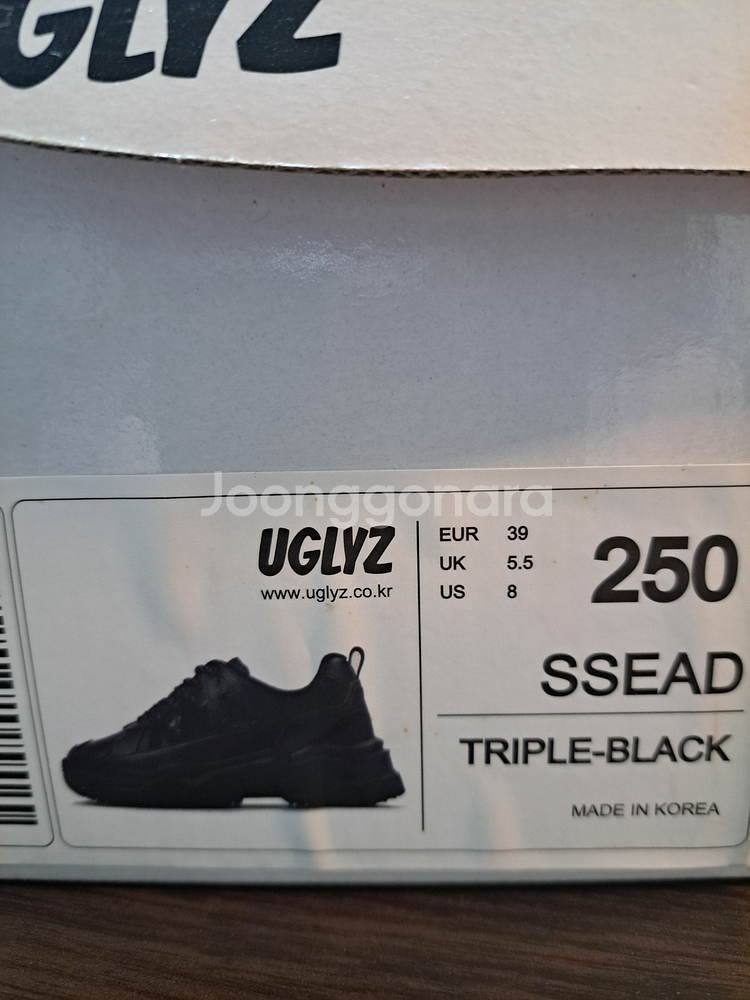 UGLYZ
Joonggonara
UGLYZ
www.uglyz.co.kr
EUR 39
UK 5.5
US 8
250
SSEAD
TRIPLE-BLACK
MADE IN KOREA